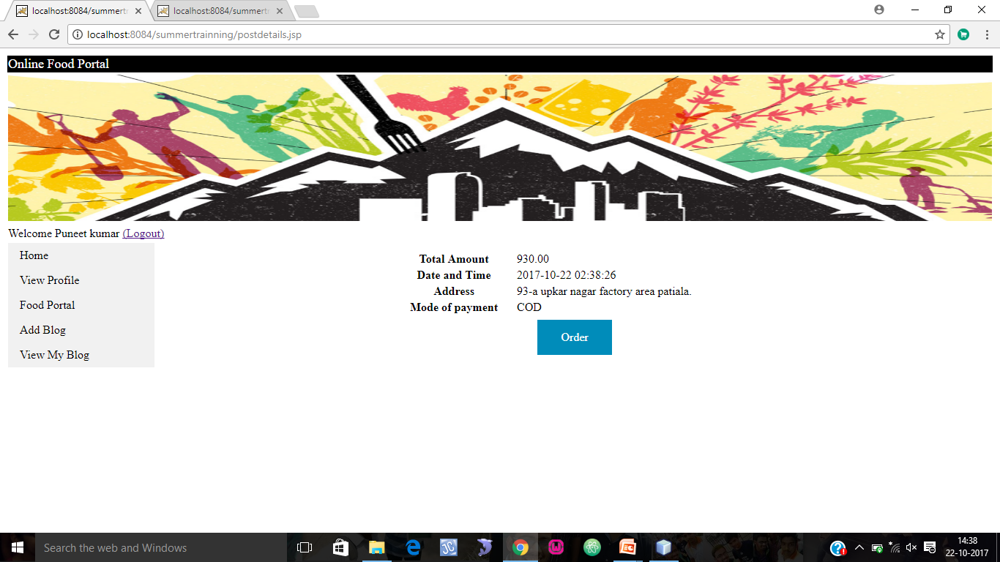 localhost:8084/summertr
localhost:8084/summertr
localhost:8084/summertrainning/postdetails.jsp
Online Food Portal
Welcome Puneet kumar (Logout)
Home
View Profile
Food Portal
Add Blog
View My Blog
Total Amount 930.00
Date and Time 2017-10-22 02:38:26
Address 93-a upkar nagar factory area patiala.
Mode of payment COD
Order
Search the web and Windows
14:38
22-10-2017